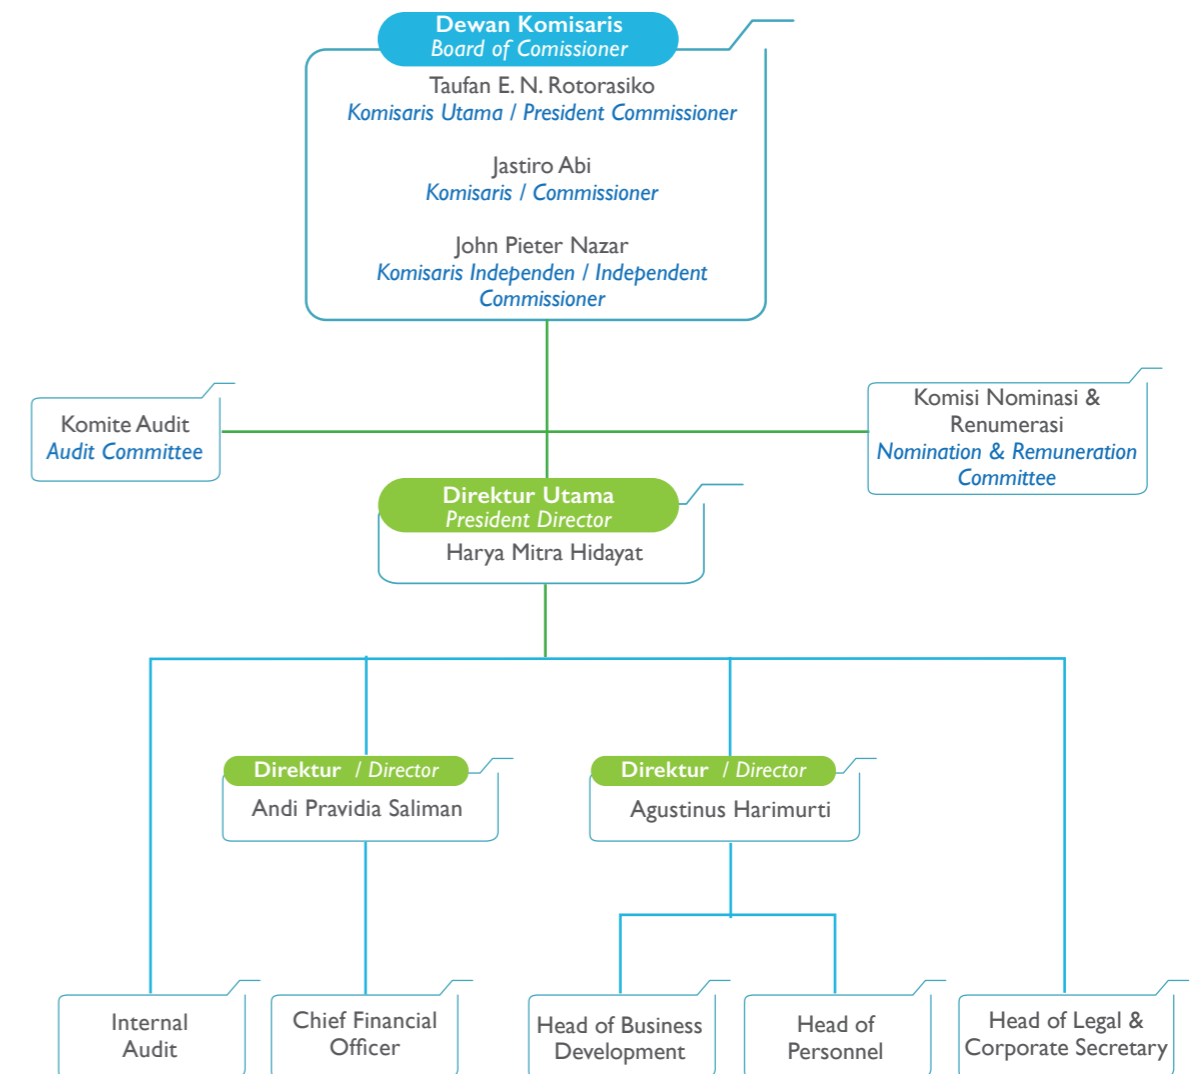 Dewan Komisaris
Board of Comissioner
Taufan E. N. Rotorasiko
Komisaris Utama / President Commissioner
Jastiro Abi
Komisaris / Commissioner
John Pieter Nazar
Komisaris Independen / Independent
Commissioner
Komite Audit
Audit Committee
Komisi Nominasi &
Renumerasi
Nomination & Remuneration
Committee
Direktur Utama
President Director
Harya Mitra Hidayat
Direktur / Director
Andi Pravidia Saliman
Direktur / Director
Agustinus Harimurti
Internal
Audit
Chief Financial
Officer
Head of Business
Development
Head of
Personnel
Head of Legal &
Corporate Secretary